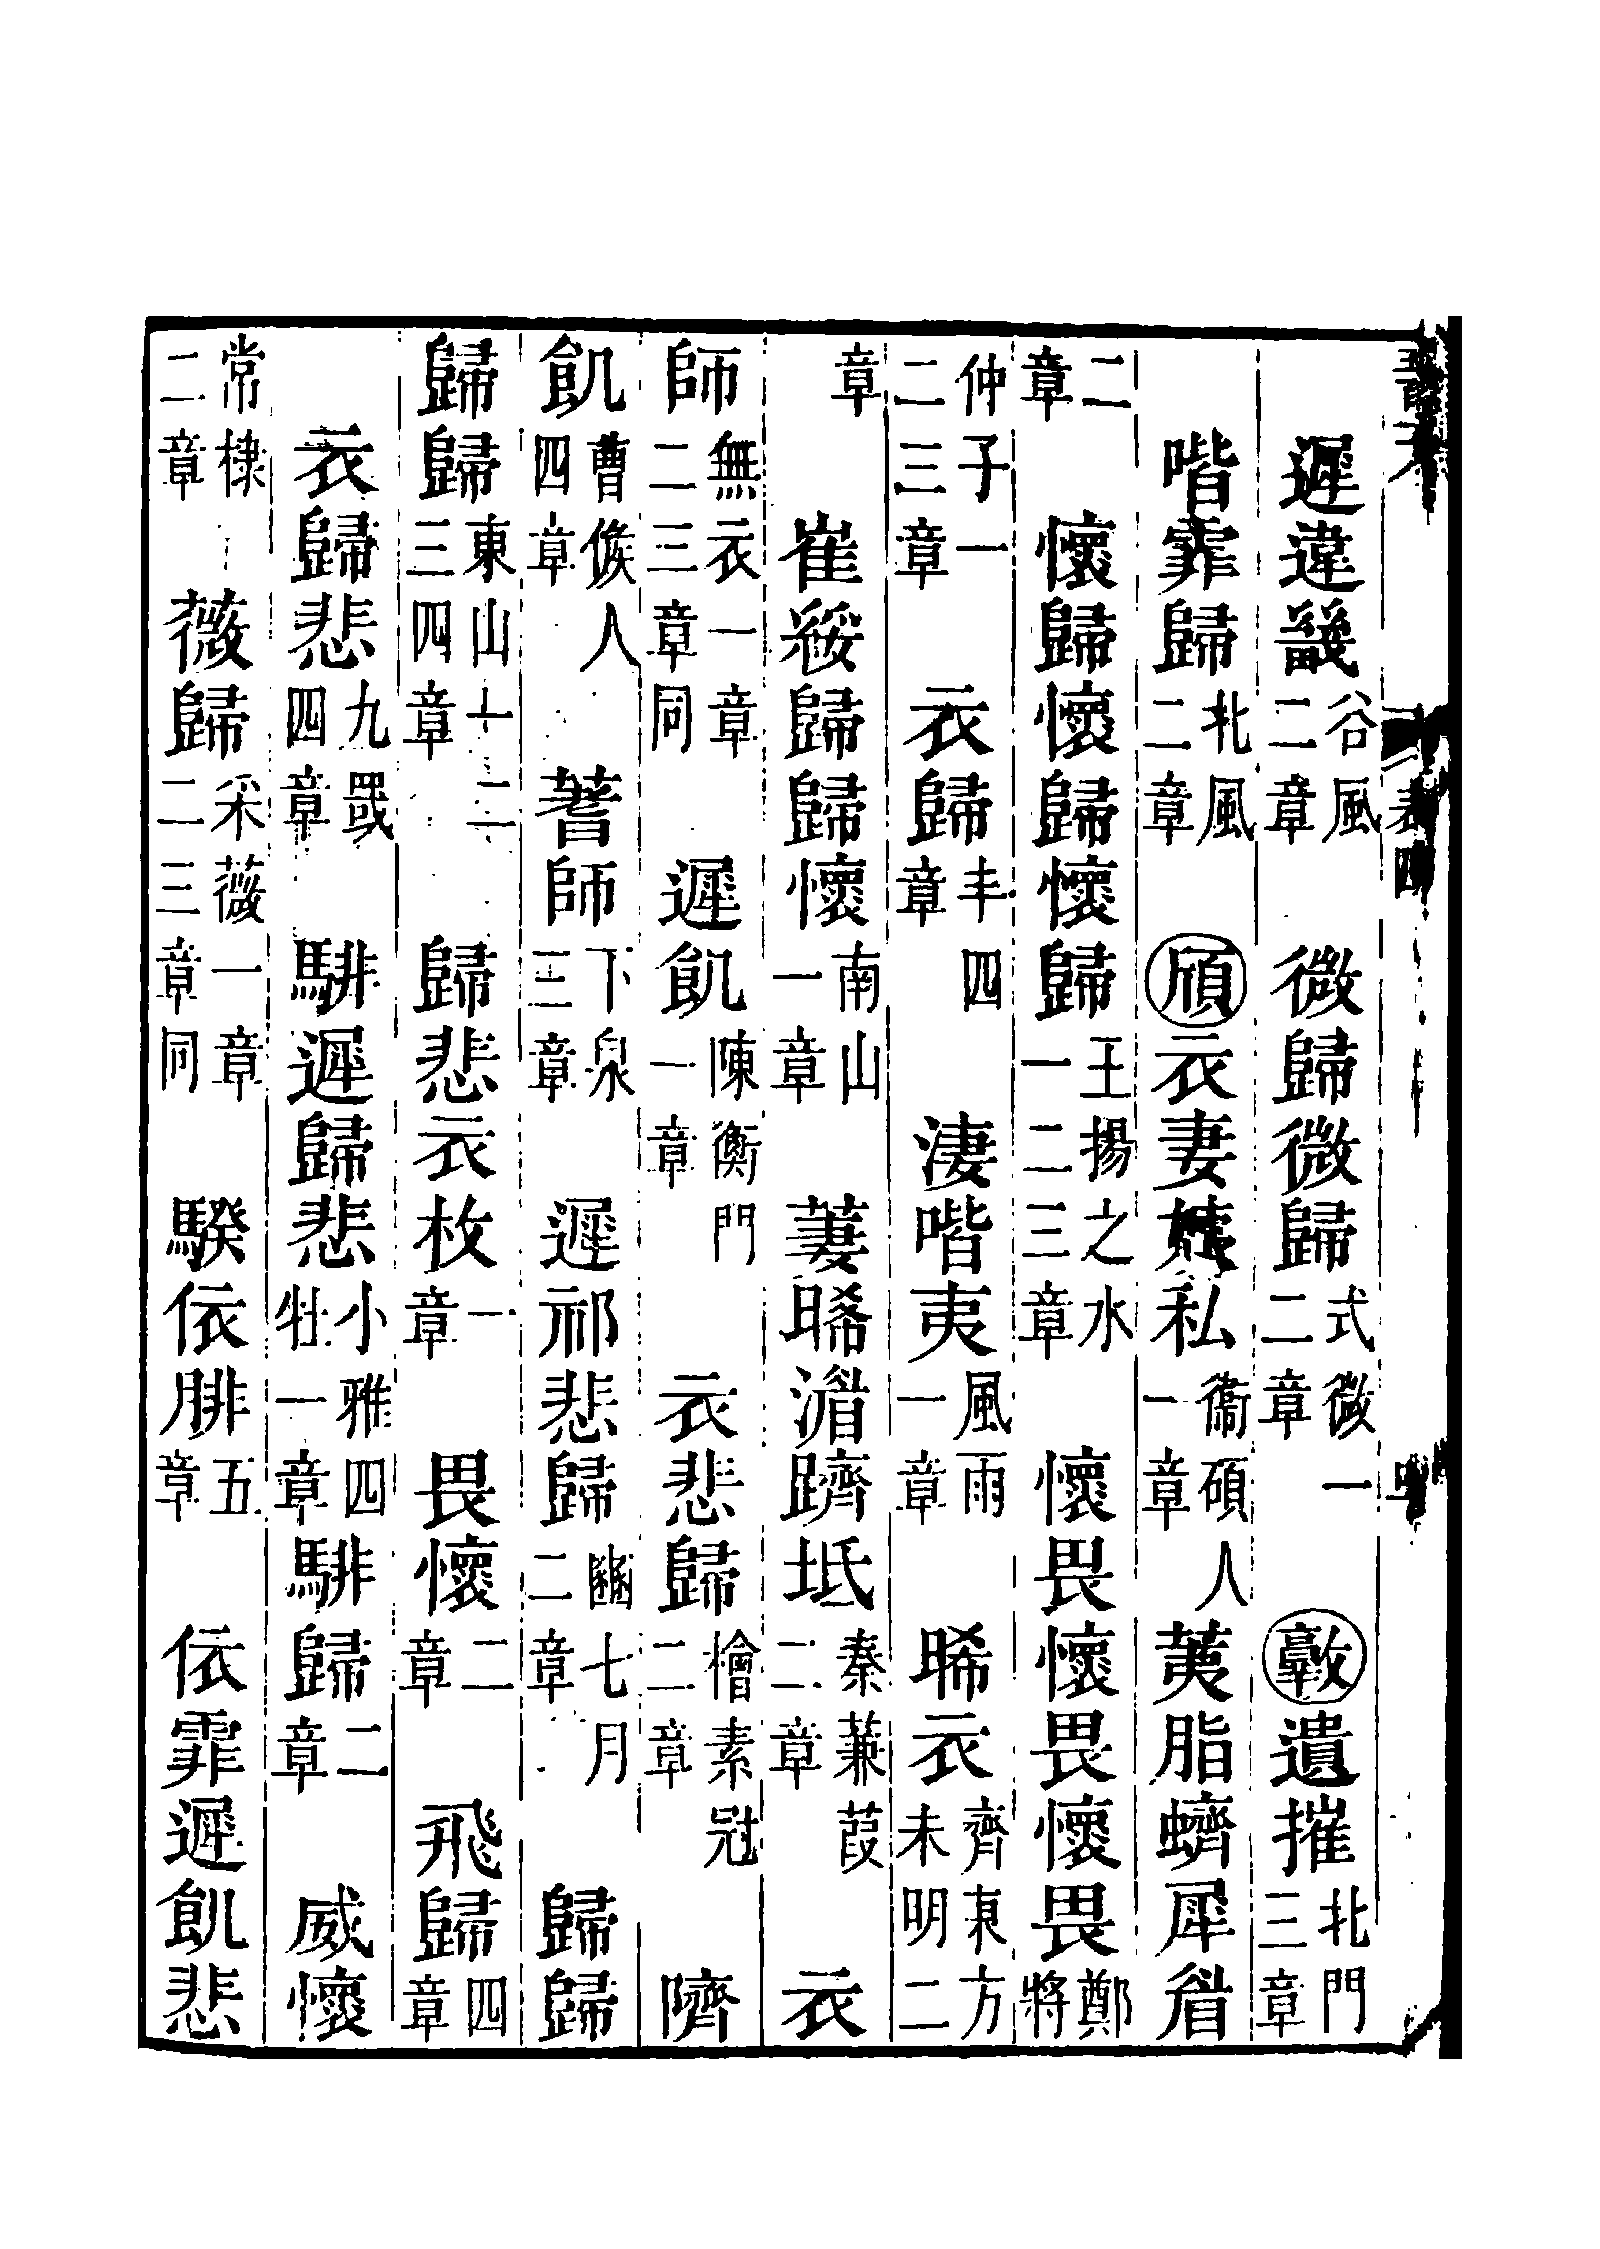 遲違畿谷風二章　微歸微歸式微一二章　敦遺摧北門三章
喈霏歸北風二章　頎衣妻姨私衞碩人一章　荑脂蠐犀眉
二章　懷歸懷歸懷歸王揚之水一二三章　懷畏懷畏懷畏鄭將
仲子一二三章　衣歸丰四章　淒喈夷風雨一章　晞衣齊東方未明二
章　崔綏歸歸懷南山一章　萋晞湄躋坻秦蒹葭二章　衣
師無衣一章二三章同　遲飢陳衡門一章　衣悲歸檜素冠二章　隮
飢曹候人四章　蓍師下泉三章　遲祁悲歸豳七月二章　歸歸
歸歸東山十二三四章　歸悲衣枚一章　畏懷二章　飛歸四章
衣歸悲九罭四章　騑遲歸悲小雅四牡一章　騑歸二章　威懷
常棣二章　薇歸采薇一章二三章同　騤依腓五章　依霏遲飢悲